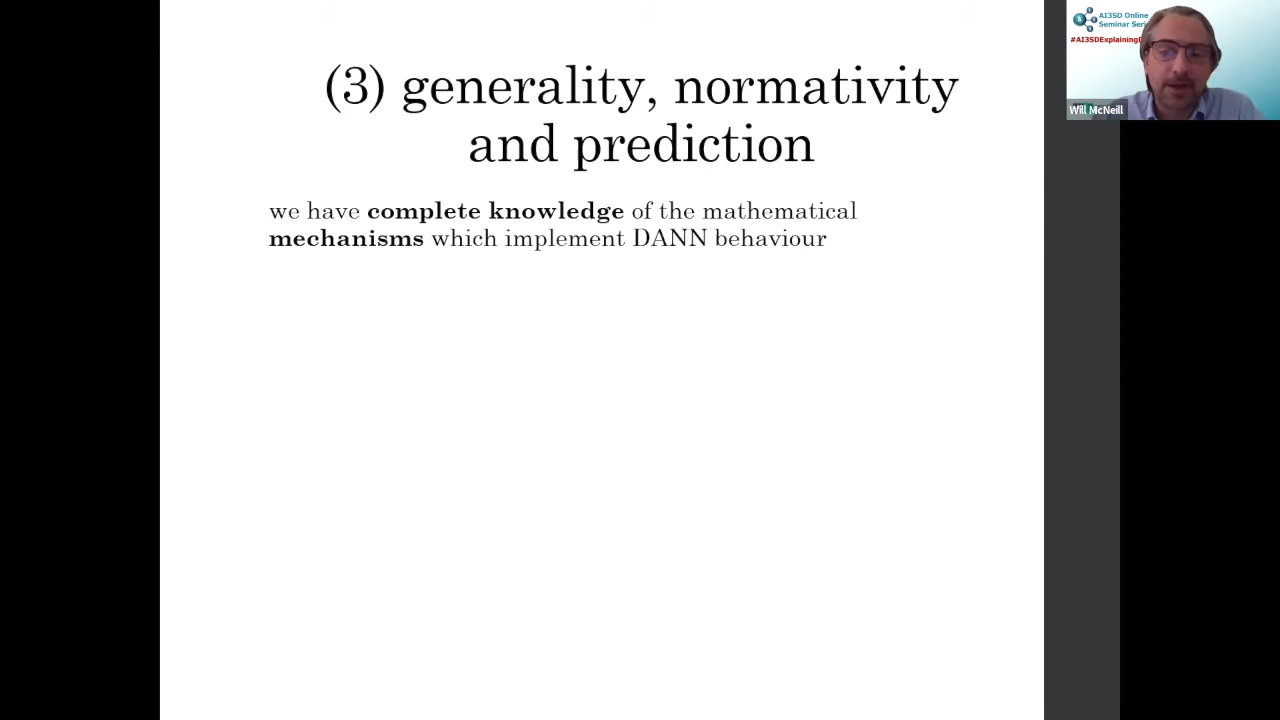 (3) generality, normativity
and prediction
we have complete knowledge of the mathematical
mechanisms which implement DANN behaviour
AI3SD Online
Seminar
Will McNeill